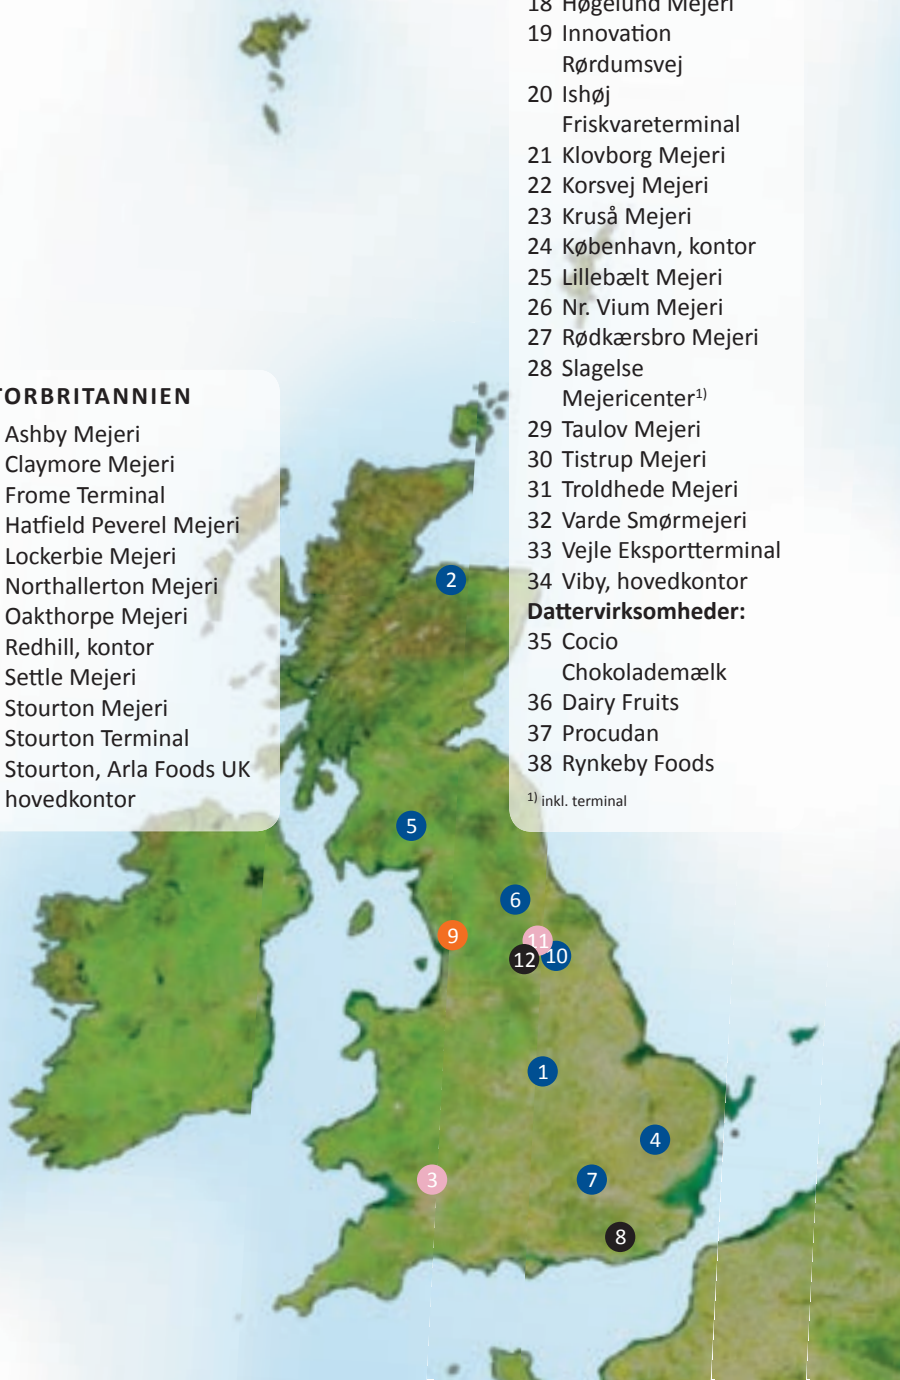 18 Høgelund Mejeri
19 Innovation
Rørdumsvej
20 Ishøj
Friskvareterminal
21 Klovborg Mejeri
22 Korsvej Mejeri
23 Kruså Mejeri
24 København, kontor
25 Lillebælt Mejeri
26 Nr. Vium Mejeri
27 Rødkærsbro Mejeri
28 Slagelse
Mejericenter1)
29 Taulov Mejeri
30 Tistrup Mejeri
31 Troldhede Mejeri
32 Varde Smørmejeri
33 Vejle Eksportterminal
34 Viby, hovedkontor
Dattervirksomheder:
35 Cocio
Chokolademælk
36 Dairy Fruits
37 Procudan
38 Rynkeby Foods
1) inkl. terminal
TORBRITANNIEN
Ashby Mejeri
Claymore Mejeri
Frome Terminal
Hatfield Peverel Mejeri
Lockerbie Mejeri
Northallerton Mejeri
Oakthorpe Mejeri
Redhill, kontor
Settle Mejeri
Stourton Mejeri
Stourton Terminal
Stourton, Arla Foods UK
hovedkontor
2
5
6
9
11
12
10
1
4
3
7
8